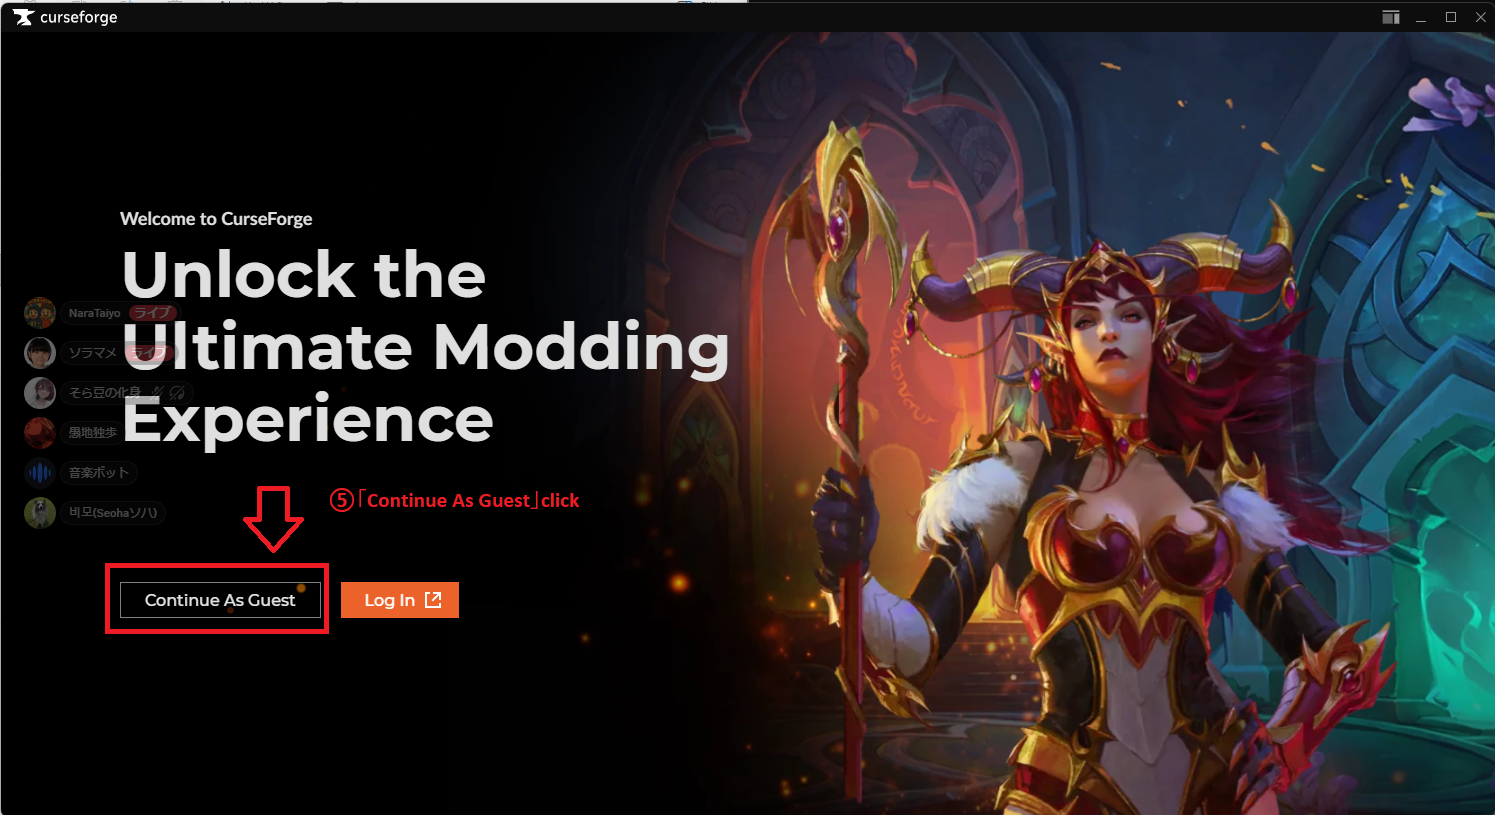 curseforge
Welcome to CurseForge
Unlock the
Ultimate Modding
Experience
NaraTaiyo ライブ
ソラマメ ライブ
そら豆の化身
愚地独歩
音楽ボット
비모(Seohaソハ)
⑤「Continue As Guest」click
Continue As Guest
Log In